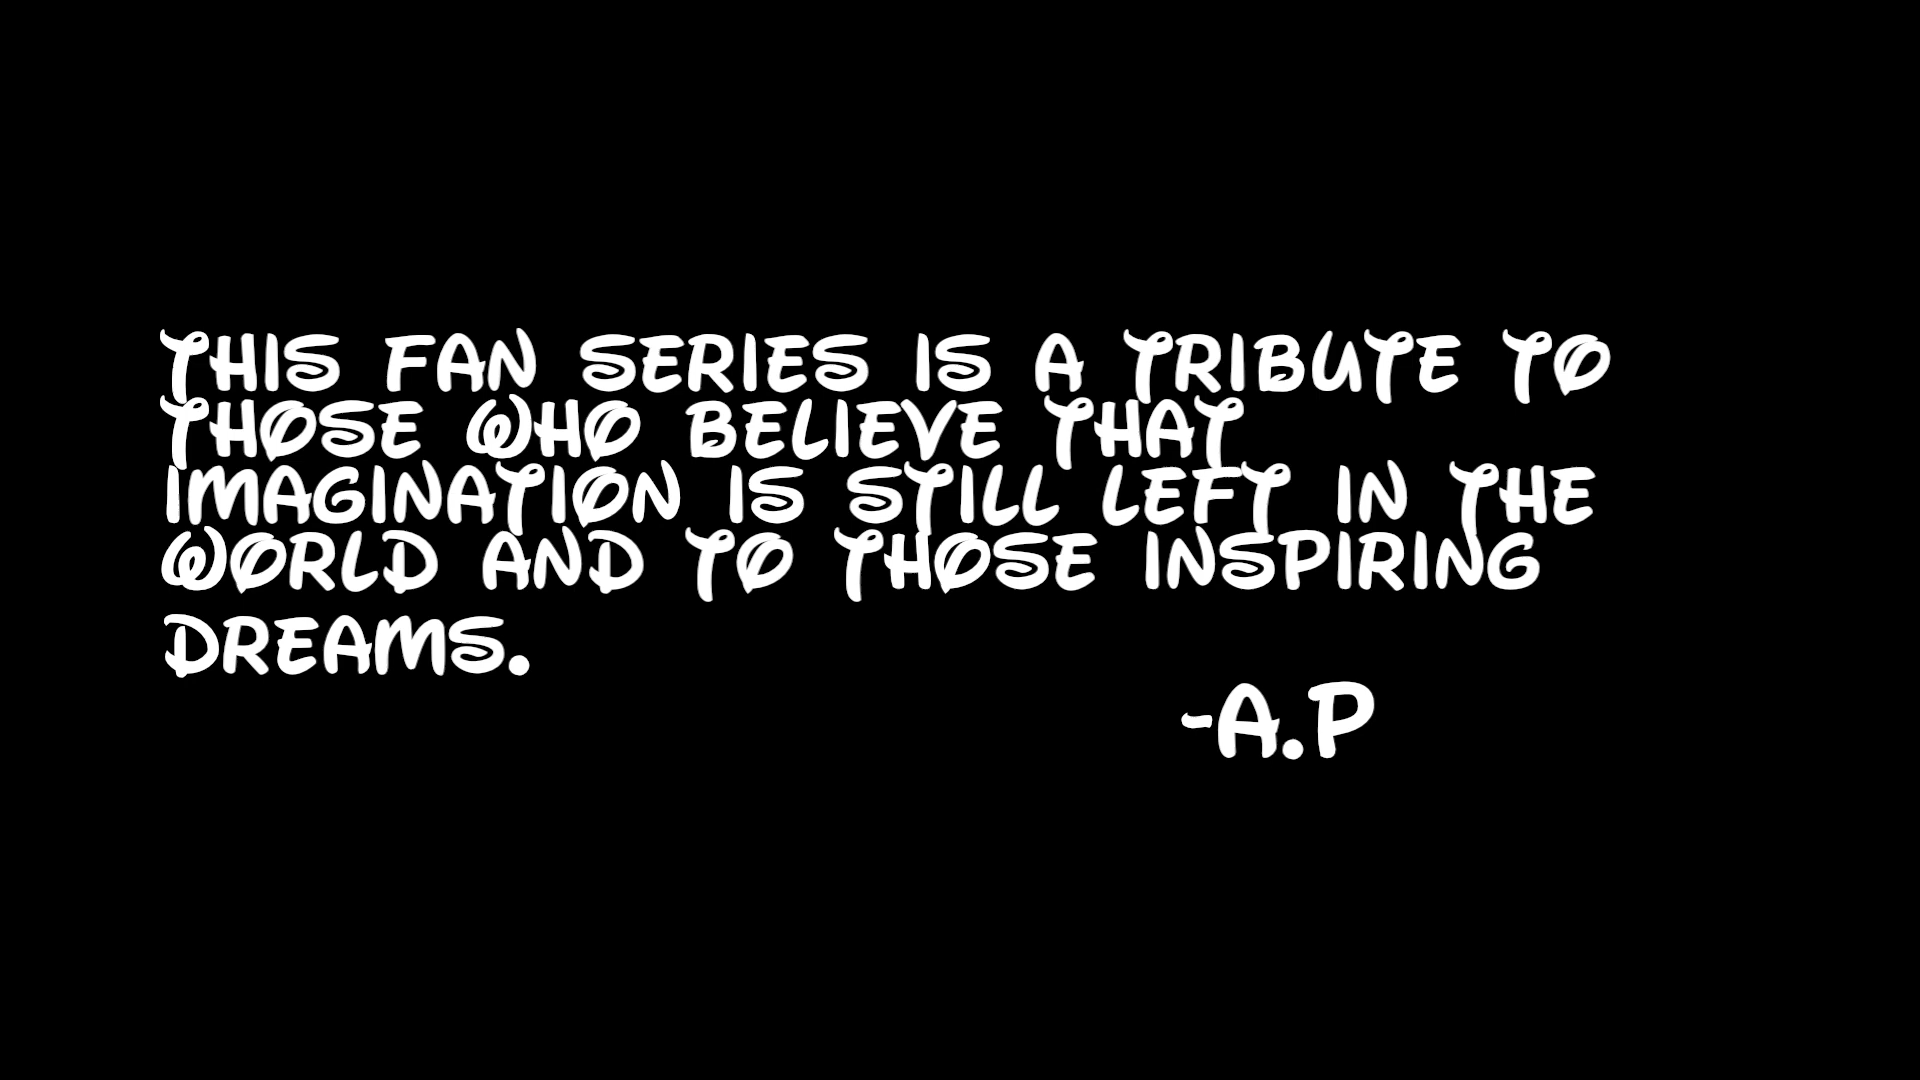 THIS FAN SERIES IS A TRIBUTE TO
THOSE WHO BELIEVE THAT
IMAGINATION IS STILL LEFT IN THE
WORLD AND TO THOSE INSPIRING
DREAMS.
-A.P